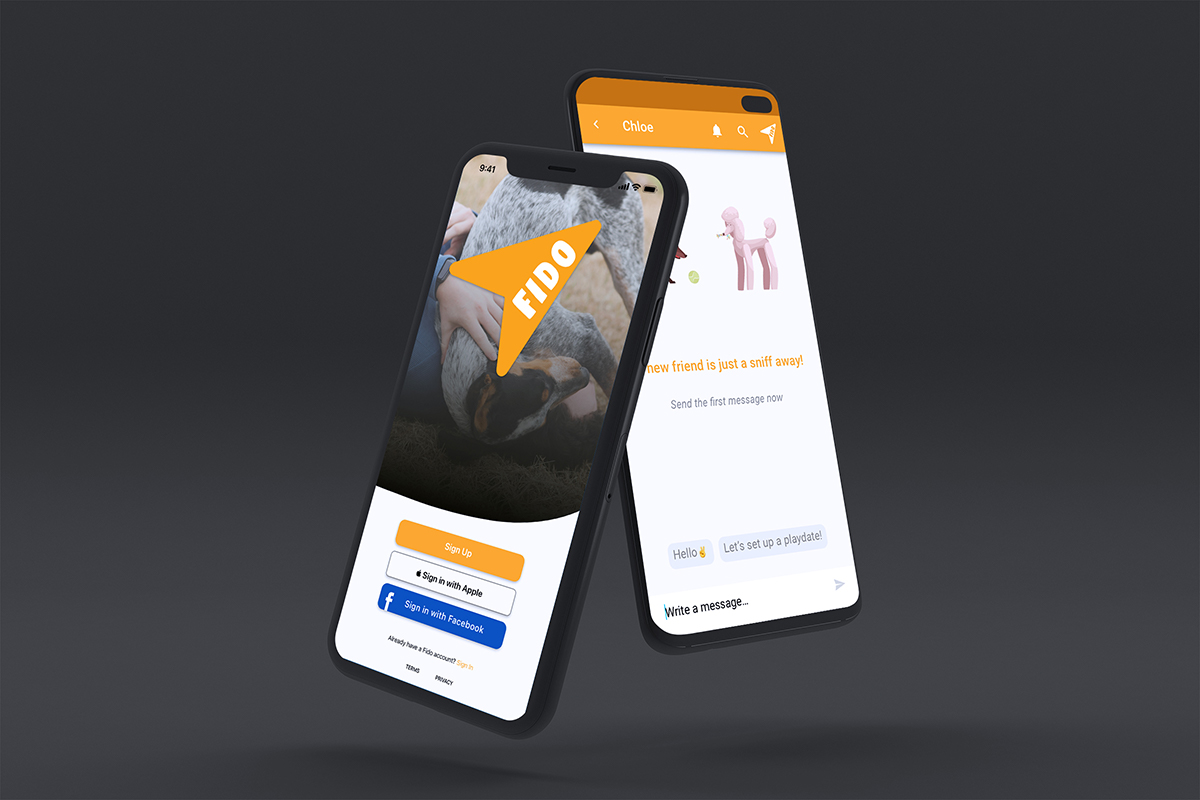 9:41
FIDO
Sign Up
Sign in with Apple
f Sign in with Facebook
Already have a Fido account? Sign In
TERMS PRIVACY
Chloe
new friend is just a sniff away!
Send the first message now
Hello✌️ Let's set up a playdate!
Write a message...